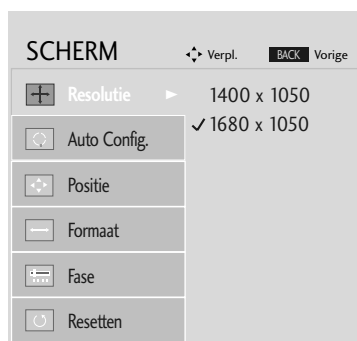 SCHERM Verpl. BACK Vorige
Resolutie 1400 x 1050
✓ 1680 x 1050
Auto Config.
Positie
Formaat
Fase
Resetten